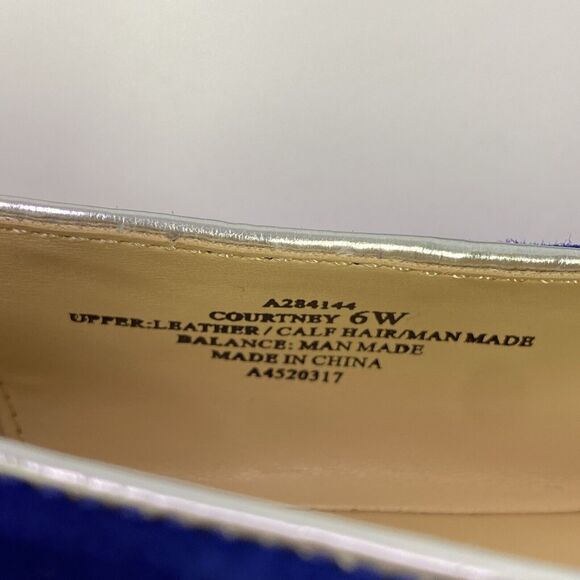 A284144
COURTNEY 6W
UPPER:LEATHER/CALF HAIR/MAN MADE
BALANCE: MAN MADE
MADE IN CHINA
A4520317